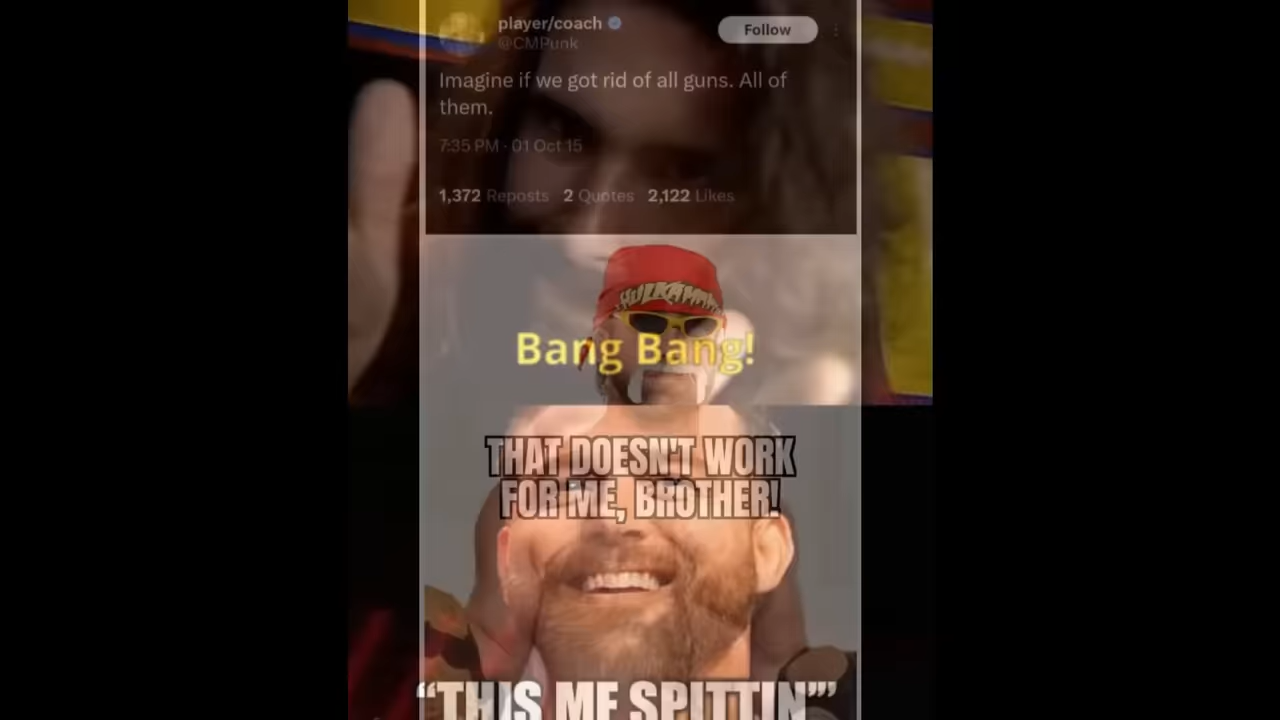 player/coach
Follow
@CMPunk
Imagine if we got rid of all guns. All of
them.
7:35 PM · 01 Oct 15
1,372 Reposts 2 Quotes 2,122 Likes
HULKAMANIA
Bang Bang!
THAT DOESN'T WORK
FOR ME, BROTHER!
“THIS ME SPITTIN’”